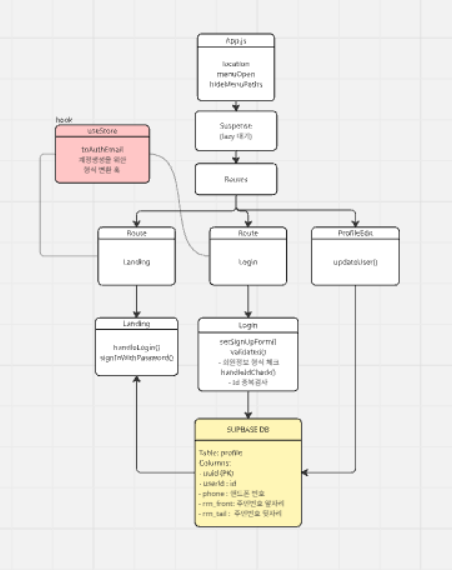 App.js
location
menuOpen
hideMenuPaths
Suspense
(lazy 대기)
Routes
hook
useStore
toAuthEmail
계정생성을 위한
형식 변환 훅
Route
Landing
Route
Login
ProfileEdit
updateUser()
Landing
handleLogin()
signInWithPassword()
Login
setSignUpForm()
validates()
- 회원정보 형식 체크
handleIdCheck()
- Id 중복검사
SUPBASE DB
Table: profile
Columns:
- uuid (PK)
- userId : id
- phone : 핸드폰 번호
- rrn_front: 주민번호 앞자리
- rrn_tail : 주민번호 뒷자리